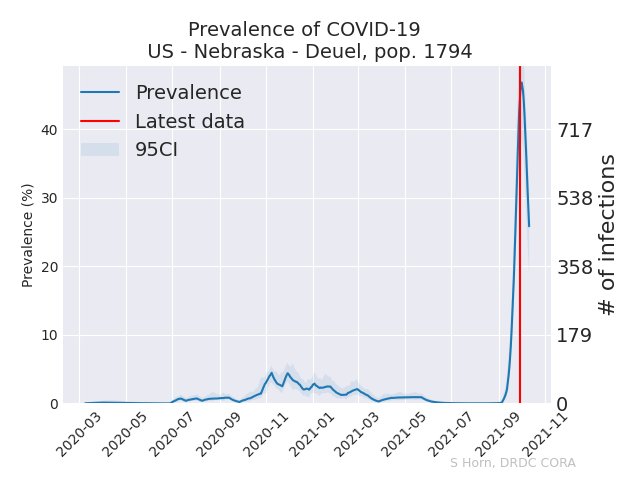 Prevalence of COVID-19
US - Nebraska - Deuel, pop. 1794
Prevalence
Latest data
95CI
Prevalence (%)
40
30
20
10
0
717
538
358
179
0
# of infections
2020-03
2020-05
2020-07
2020-09
2020-11
2021-01
2021-03
2021-05
2021-07
2021-09
2021-11
S Horn, DRDC CORA